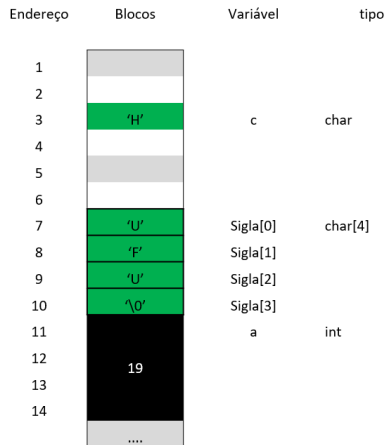 Endereço Blocos Variável tipo
1
2
3 ‘H’ c char
4
5
6
7 ‘U’ Sigla[0] char[4]
8 ‘F’ Sigla[1]
9 ‘U’ Sigla[2]
10 ‘\0’ Sigla[3]
11 a int
12
19
13
14
....